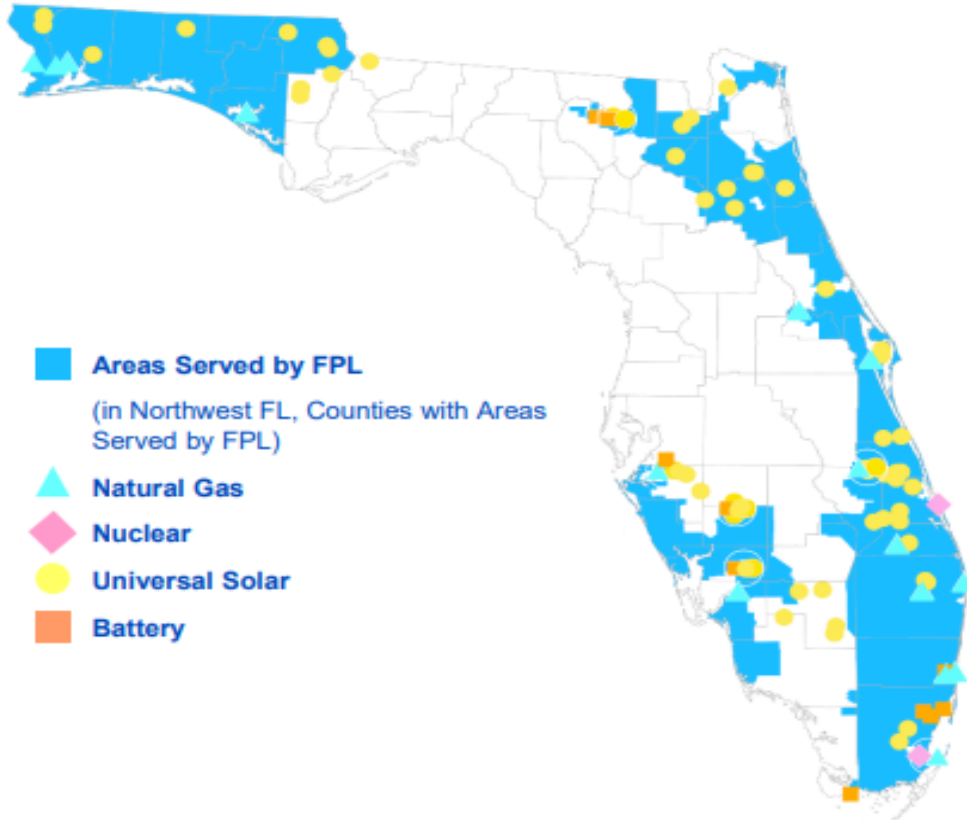 Areas Served by FPL
(in Northwest FL, Counties with Areas
Served by FPL)
Natural Gas
Nuclear
Universal Solar
Battery